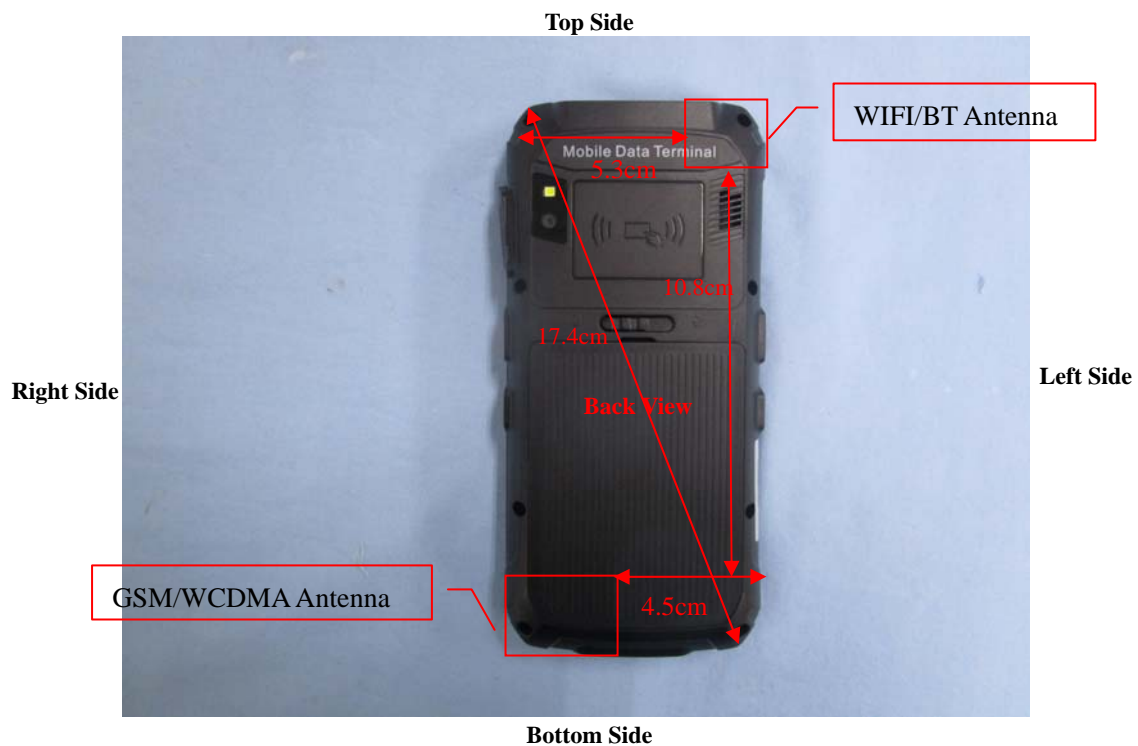 Top Side
WIFI/BT Antenna
Mobile Data Terminal
5.3cm
10.8cm
17.4cm
Right Side
Left Side
Back View
GSM/WCDMA Antenna
4.5cm
Bottom Side